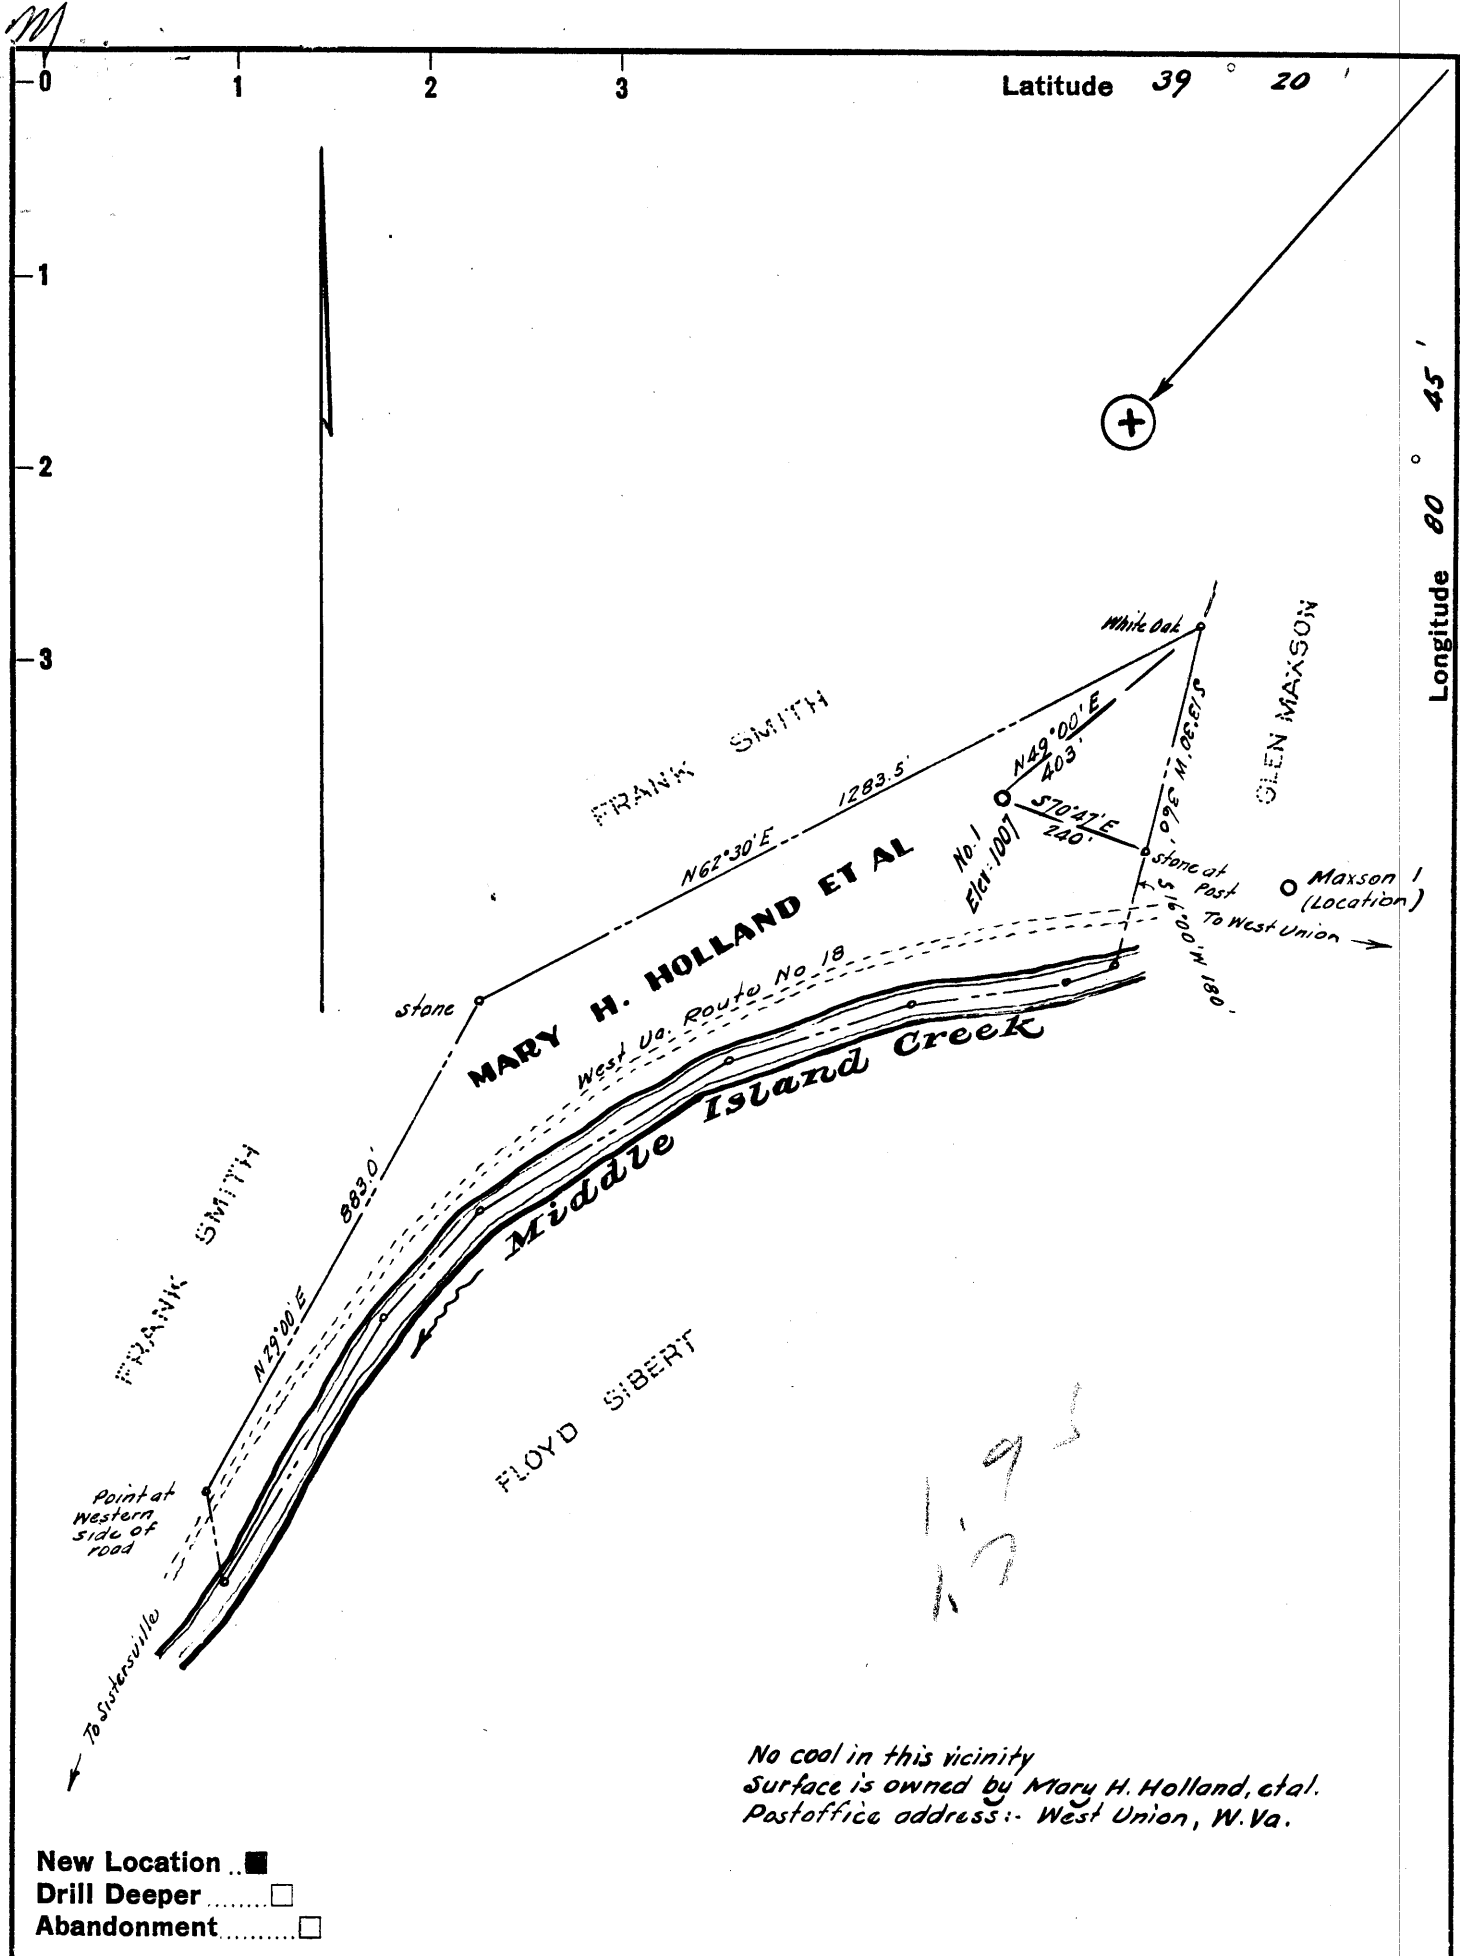 0
1
2
3
Latitude 39° 20'
1
2
3
Longitude 80° 45'
White Oak
GLEN MAXSON
FRANK SMITH
S13°30'W 360'
N49°00'E
403'
1283.5'
S70°47'E
240'
N62°30'E
No. 1
Elev: 1007
MARY H. HOLLAND ET AL
stone at
Post
Maxson 1
(Location)
S16°00'W 180'
To West Union
West Va. Route No 18
stone
Middle Island Creek
883.0'
FRANK SMITH
N29°00'E
FLOYD SIBERT
Point at
Western
side of
road
To Sistersville
No coal in this vicinity
Surface is owned by Mary H. Holland, etal.
Postoffice address:- West Union, W.Va.
New Location ..
Drill Deeper ........
Abandonment ..........